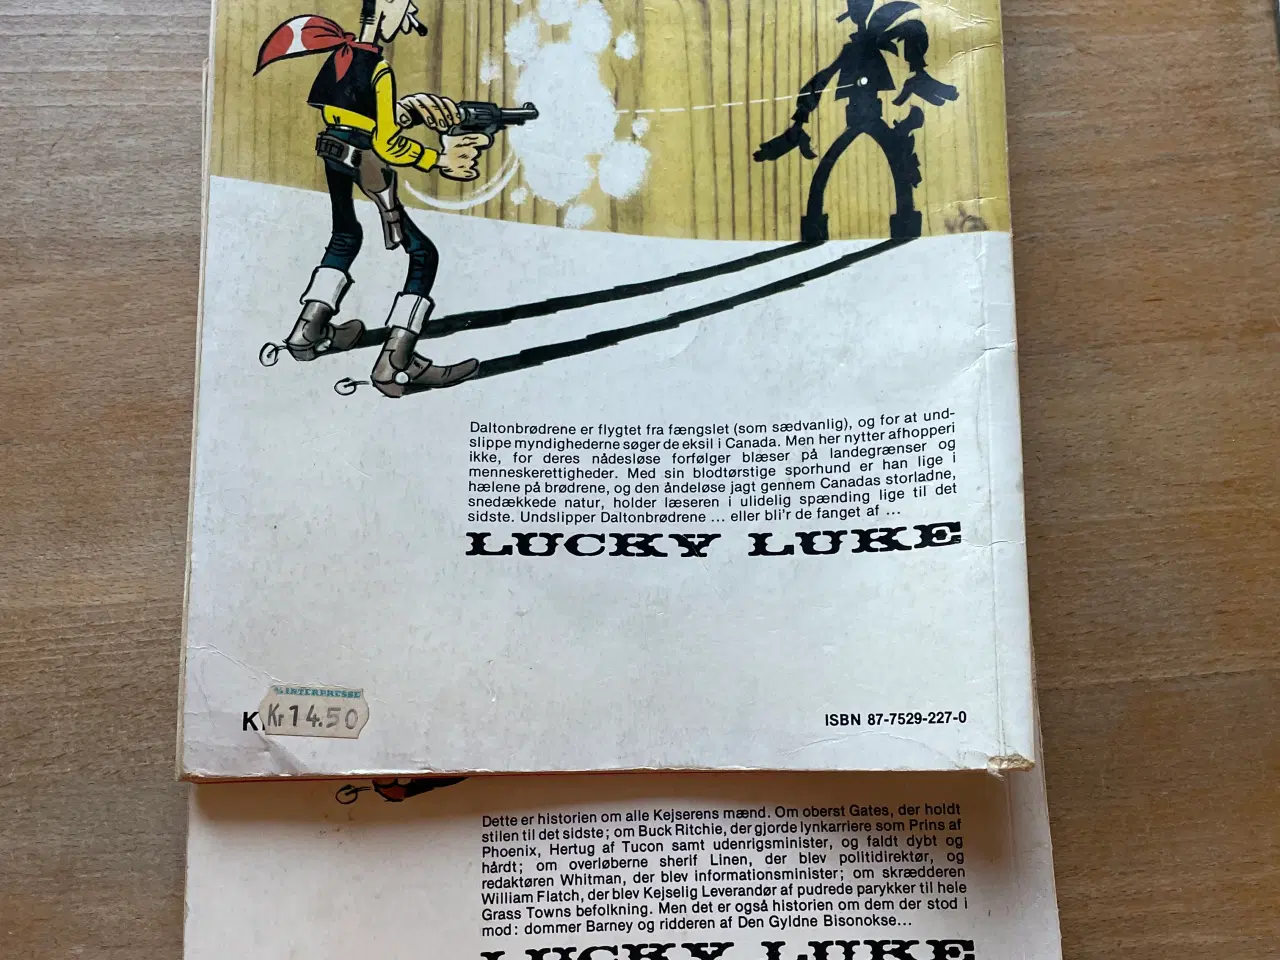 Daltonbrødrene er flygtet fra fængslet (som sædvanlig), og for at und-
slippe myndighederne søger de eksil i Canada. Men her nytter afhopperi
ikke, for deres nådesløse forfølger blæser på landegrænser og
menneskerettigheder. Med sin blodtørstige sporhund er han lige i
hælene på brødrene, og den åndeløse jagt gennem Canadas storladne,
snedækkede natur, holder læseren i ulidelig spænding lige til det
sidste. Undslipper Daltonbrødrene ... eller bli'r de fanget af ...
LUCKY LUKE
INTERPRESSE
Kr 14.50
ISBN 87-7529-227-0
Dette er historien om alle Kejserens mænd. Om oberst Gates, der holdt
stilen til det sidste; om Buck Ritchie, der gjorde lynkarriere som Prins af
Phoenix, Hertug af Tucon samt udenrigsminister, og faldt dybt og
hårdt; om overløberne sherif Linen, der blev politidirektør, og
redaktøren Whitman, der blev informationsminister; om skrædderen
William Flatch, der blev Kejselig Leverandør af pudrede parykker til hele
Grass Towns befolkning. Men det er også historien om dem der stod i
mod: dommer Barney og ridderen af Den Gyldne Bisonokse...
LUCKY LUKE